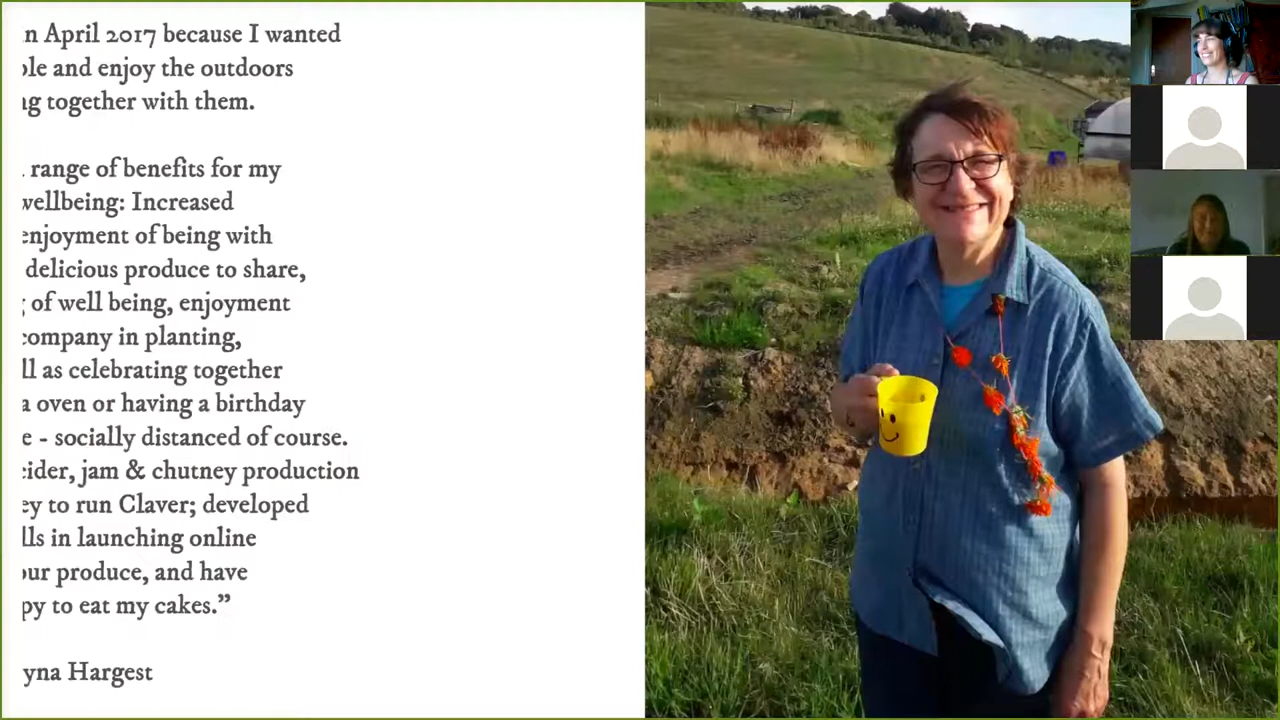 n April 2017 because I wanted
ple and enjoy the outdoors
ng together with them.
range of benefits for my
wellbeing: Increased
enjoyment of being with
delicious produce to share,
g of well being, enjoyment
company in planting,
ll as celebrating together
a oven or having a birthday
e - socially distanced of course.
cider, jam & chutney production
ey to run Claver; developed
lls in launching online
our produce, and have
py to eat my cakes.”
yna Hargest